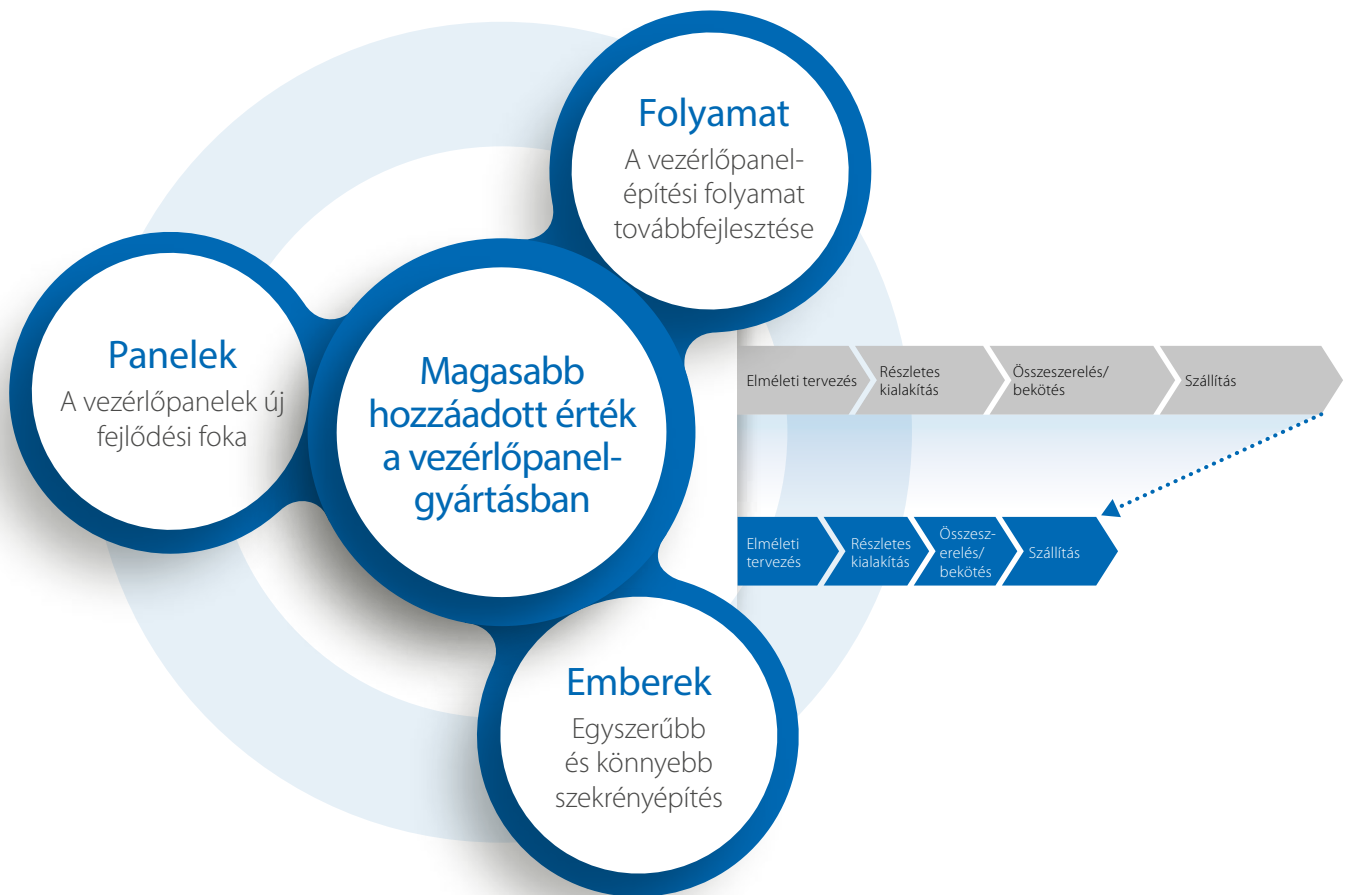 Folyamat
A vezérlőpanel-
építési folyamat
továbbfejlesztése
Panelek
A vezérlőpanelek új
fejlődési foka
Magasabb
hozzáadott érték
a vezérlőpanel-
gyártásban
Elméleti tervezés
Részletes
kialakítás
Összeszerelés/
bekötés
Szállítás
Elméleti
tervezés
Részletes
kialakítás
Összesz-
erelés/
bekötés
Szállítás
Emberek
Egyszerűbb
és könnyebb
szekrényépítés